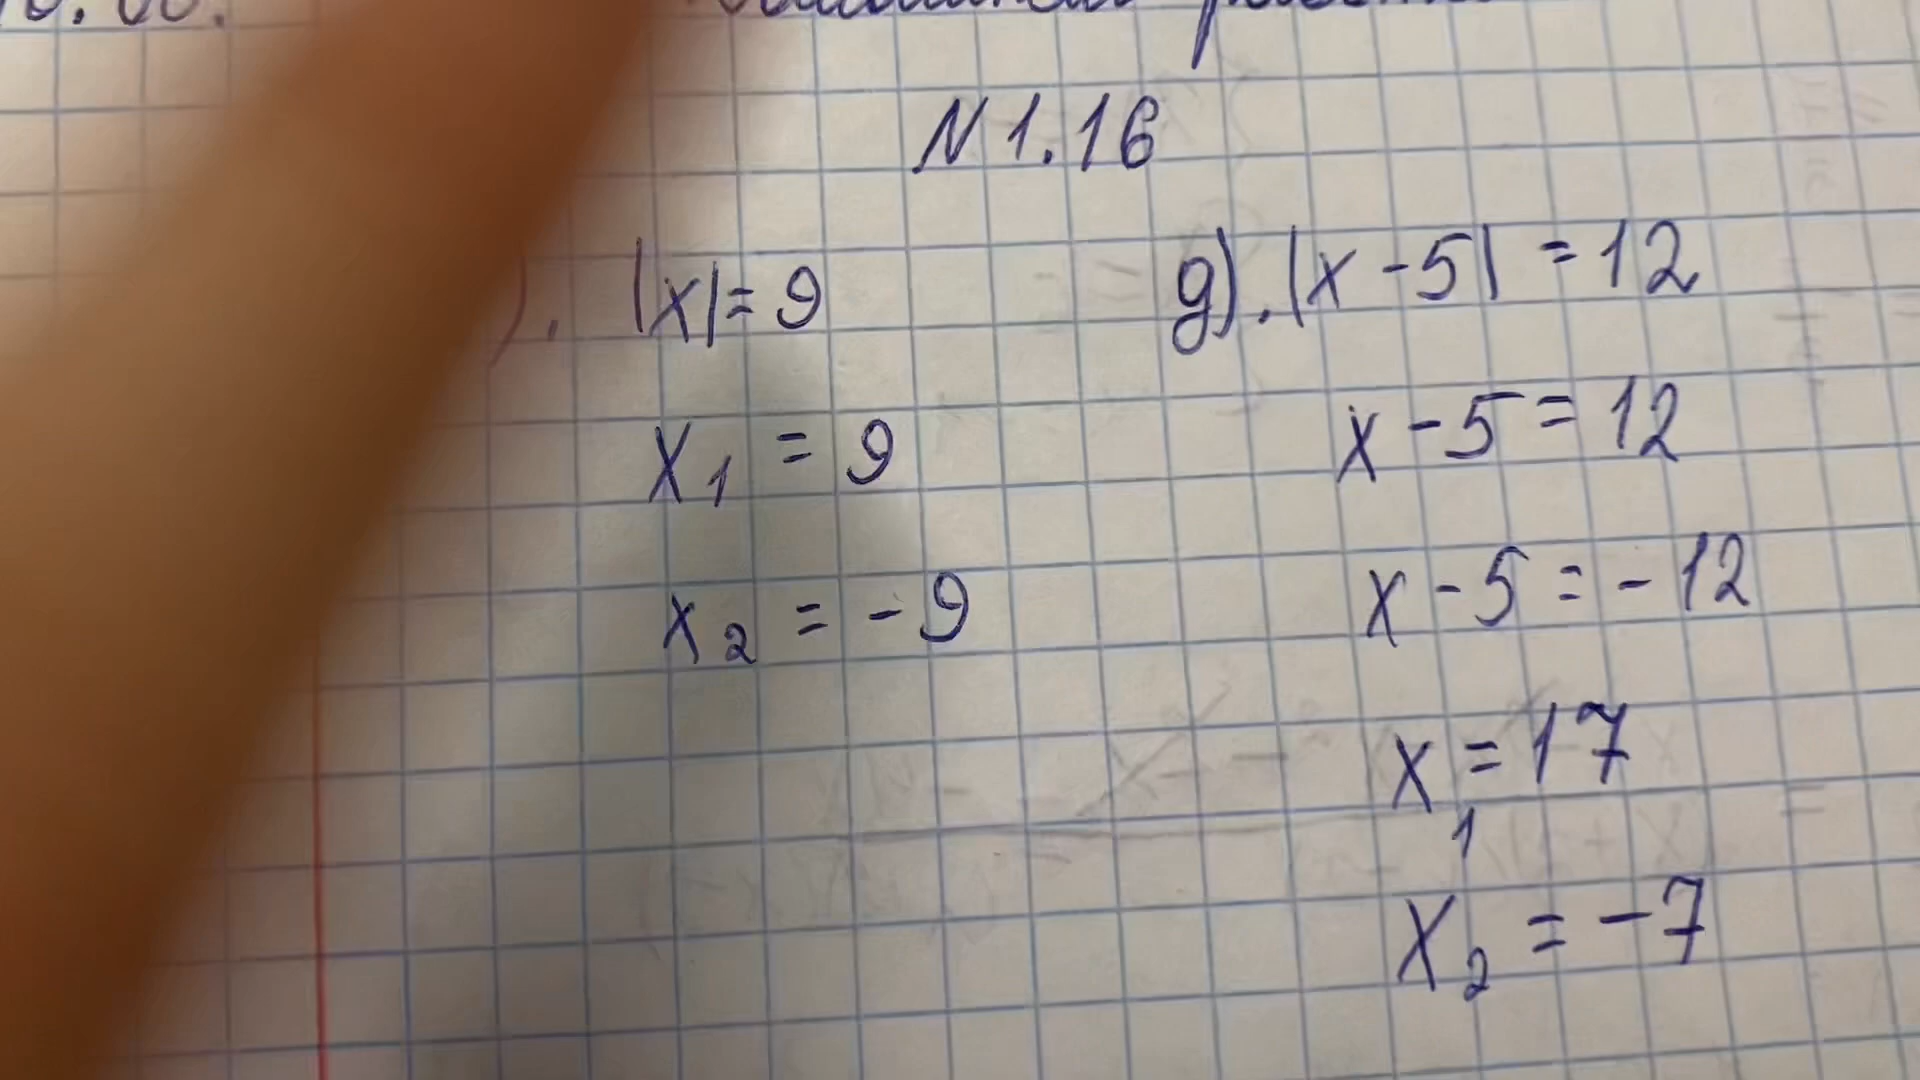 N 1.16
). |x| = 9
x₁ = 9
x₂ = - 9
g). |x - 5| = 12
x - 5 = 12
x - 5 = - 12
x₁ = 17
x₂ = - 7